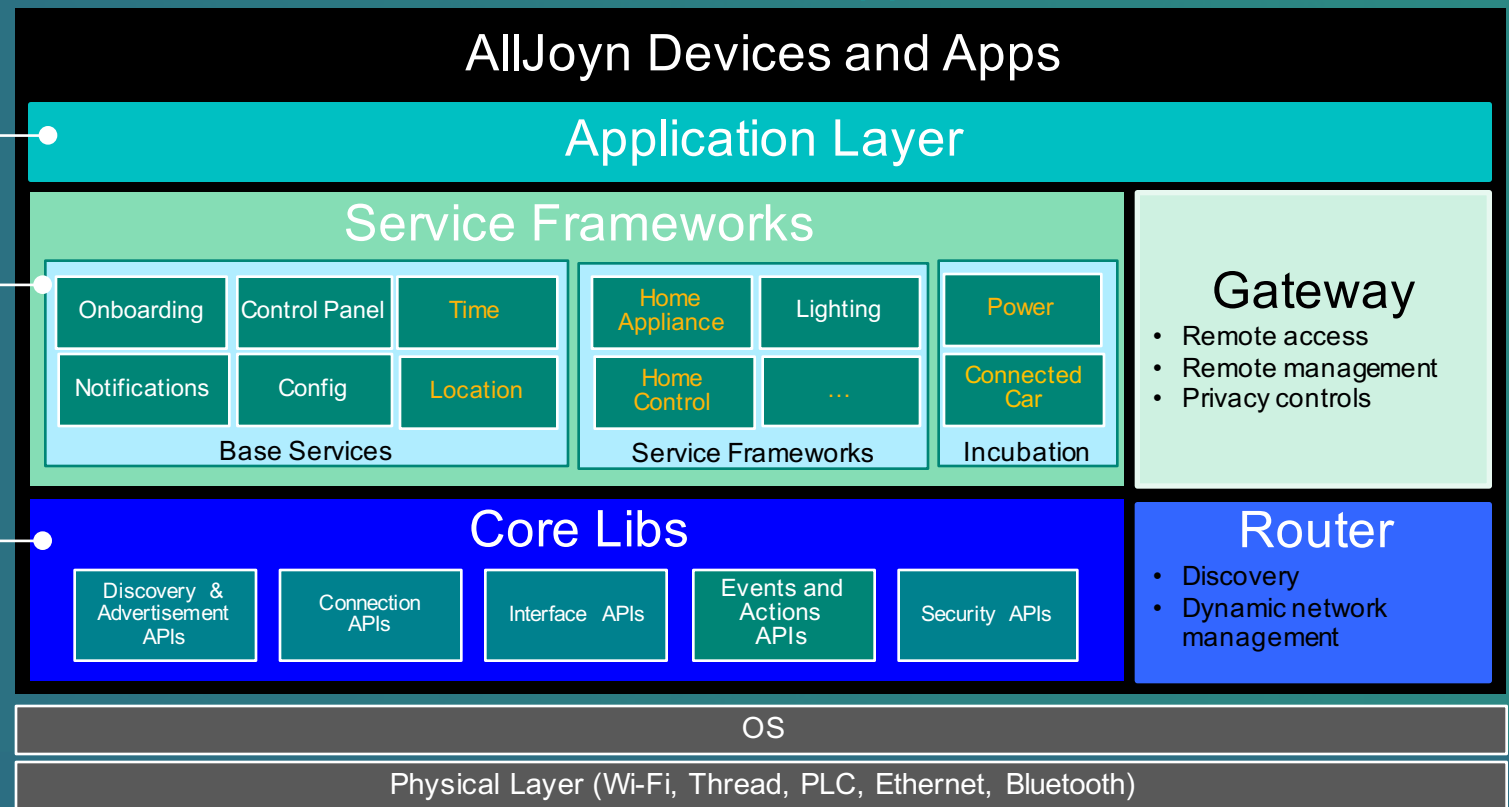 AllJoyn Devices and Apps
Application Layer
Service Frameworks
Onboarding
Control Panel
Time
Notifications
Config
Location
Base Services
Home
Appliance
Lighting
Home
Control
…
Service Frameworks
Power
Connected
Car
Incubation
Gateway
• Remote access
• Remote management
• Privacy controls
Core Libs
Discovery &
Advertisement
APIs
Connection
APIs
Interface APIs
Events and
Actions
APIs
Security APIs
Router
• Discovery
• Dynamic network
management
OS
Physical Layer (Wi-Fi, Thread, PLC, Ethernet, Bluetooth)